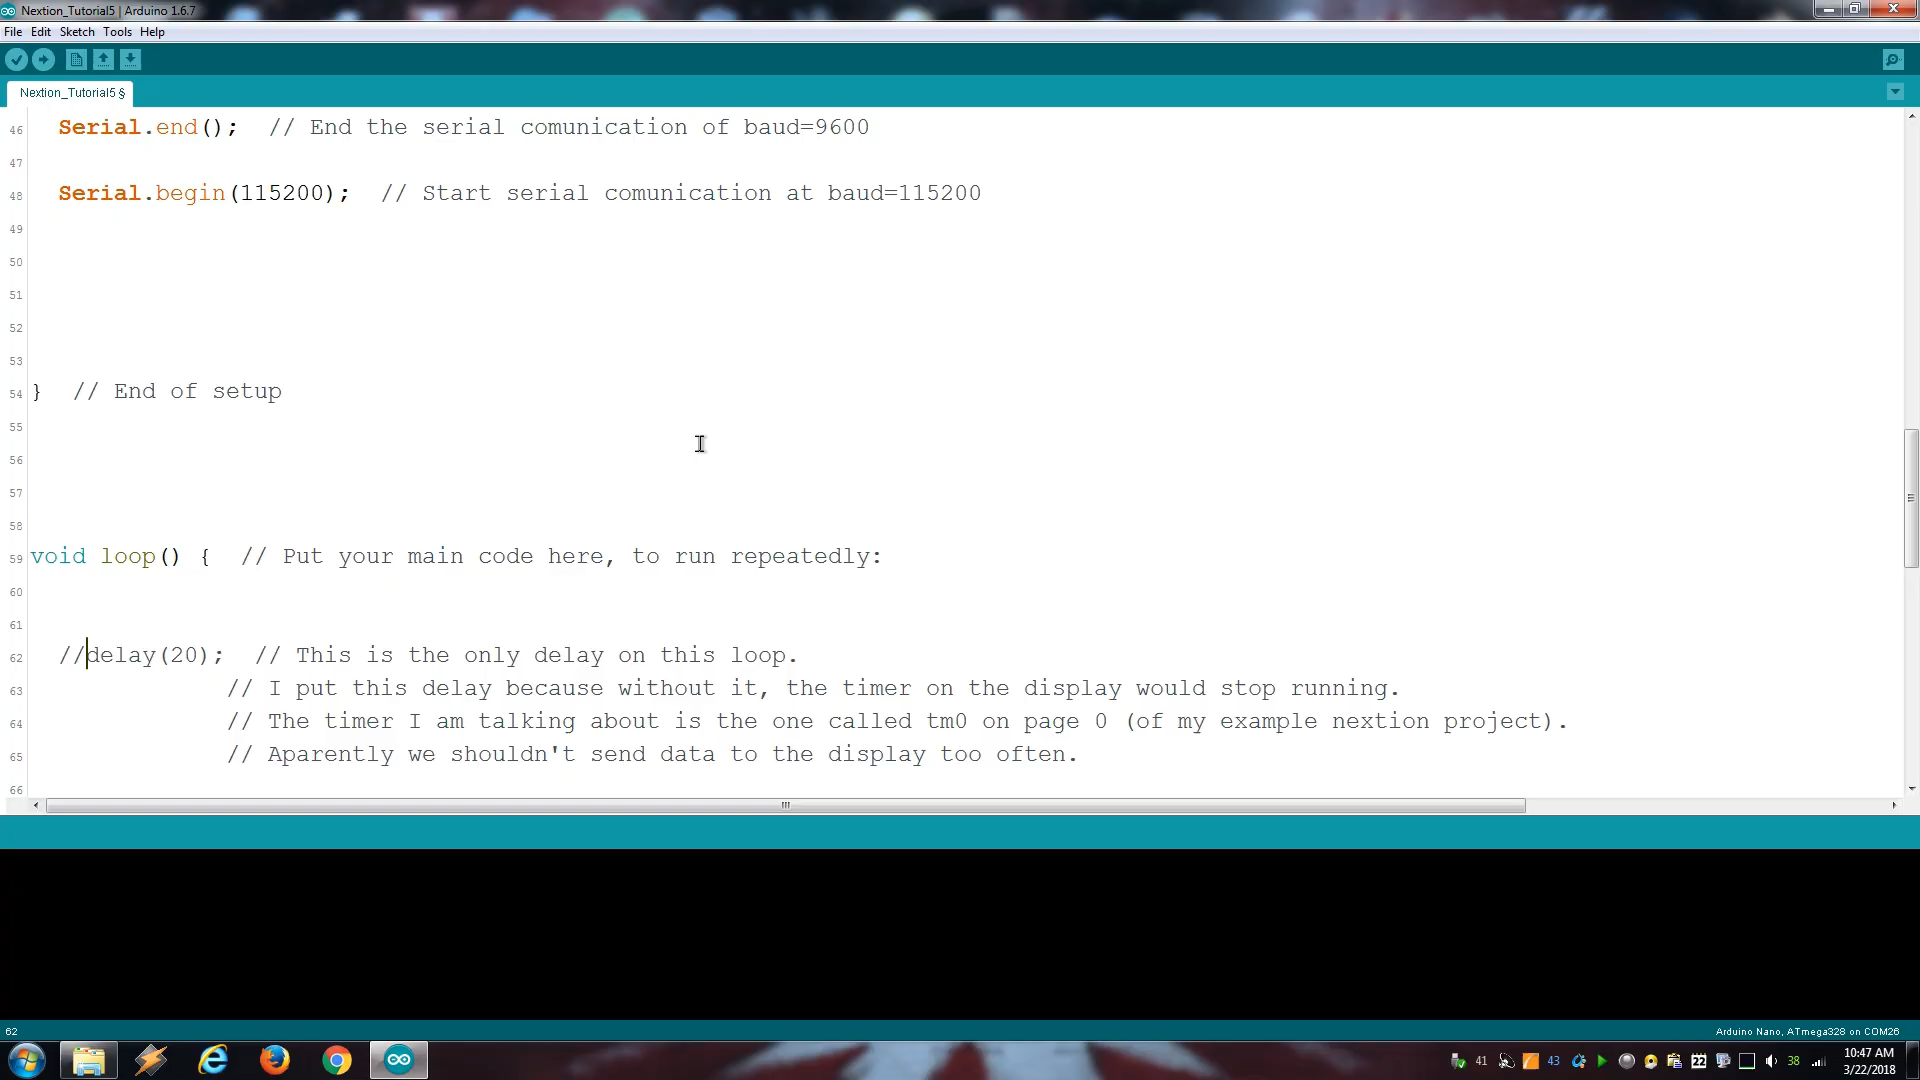 Nextion_Tutorial5 | Arduino 1.6.7
File Edit Sketch Tools Help
Nextion_Tutorial5 §
46 Serial.end(); // End the serial comunication of baud=9600
47
48 Serial.begin(115200); // Start serial comunication at baud=115200
49
50
51
52
53
54 } // End of setup
55
56
57
58
59 void loop() { // Put your main code here, to run repeatedly:
60
61
62 //delay(20); // This is the only delay on this loop.
63 // I put this delay because without it, the timer on the display would stop running.
64 // The timer I am talking about is the one called tm0 on page 0 (of my example nextion project).
65 // Aparently we shouldn't send data to the display too often.
66
62 Arduino Nano, ATmega328 on COM26
41 43 22 38 10:47 AM
3/22/2018